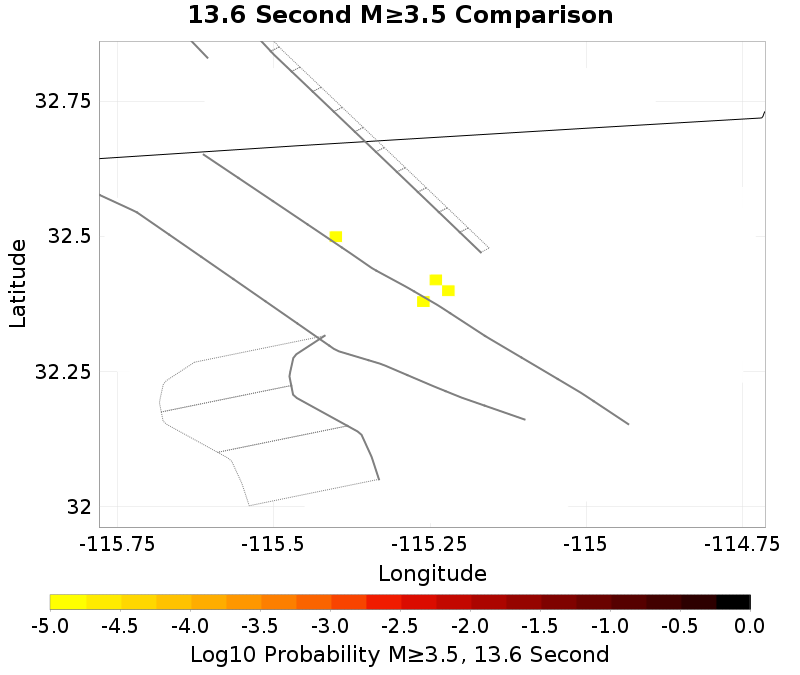 13.6 Second M≥3.5 Comparison
32.75
32.5
32.25
32
Latitude
-115.75 -115.5 -115.25 -115 -114.75
Longitude
-5.0 -4.5 -4.0 -3.5 -3.0 -2.5 -2.0 -1.5 -1.0 -0.5 0.0
Log10 Probability M≥3.5, 13.6 Second